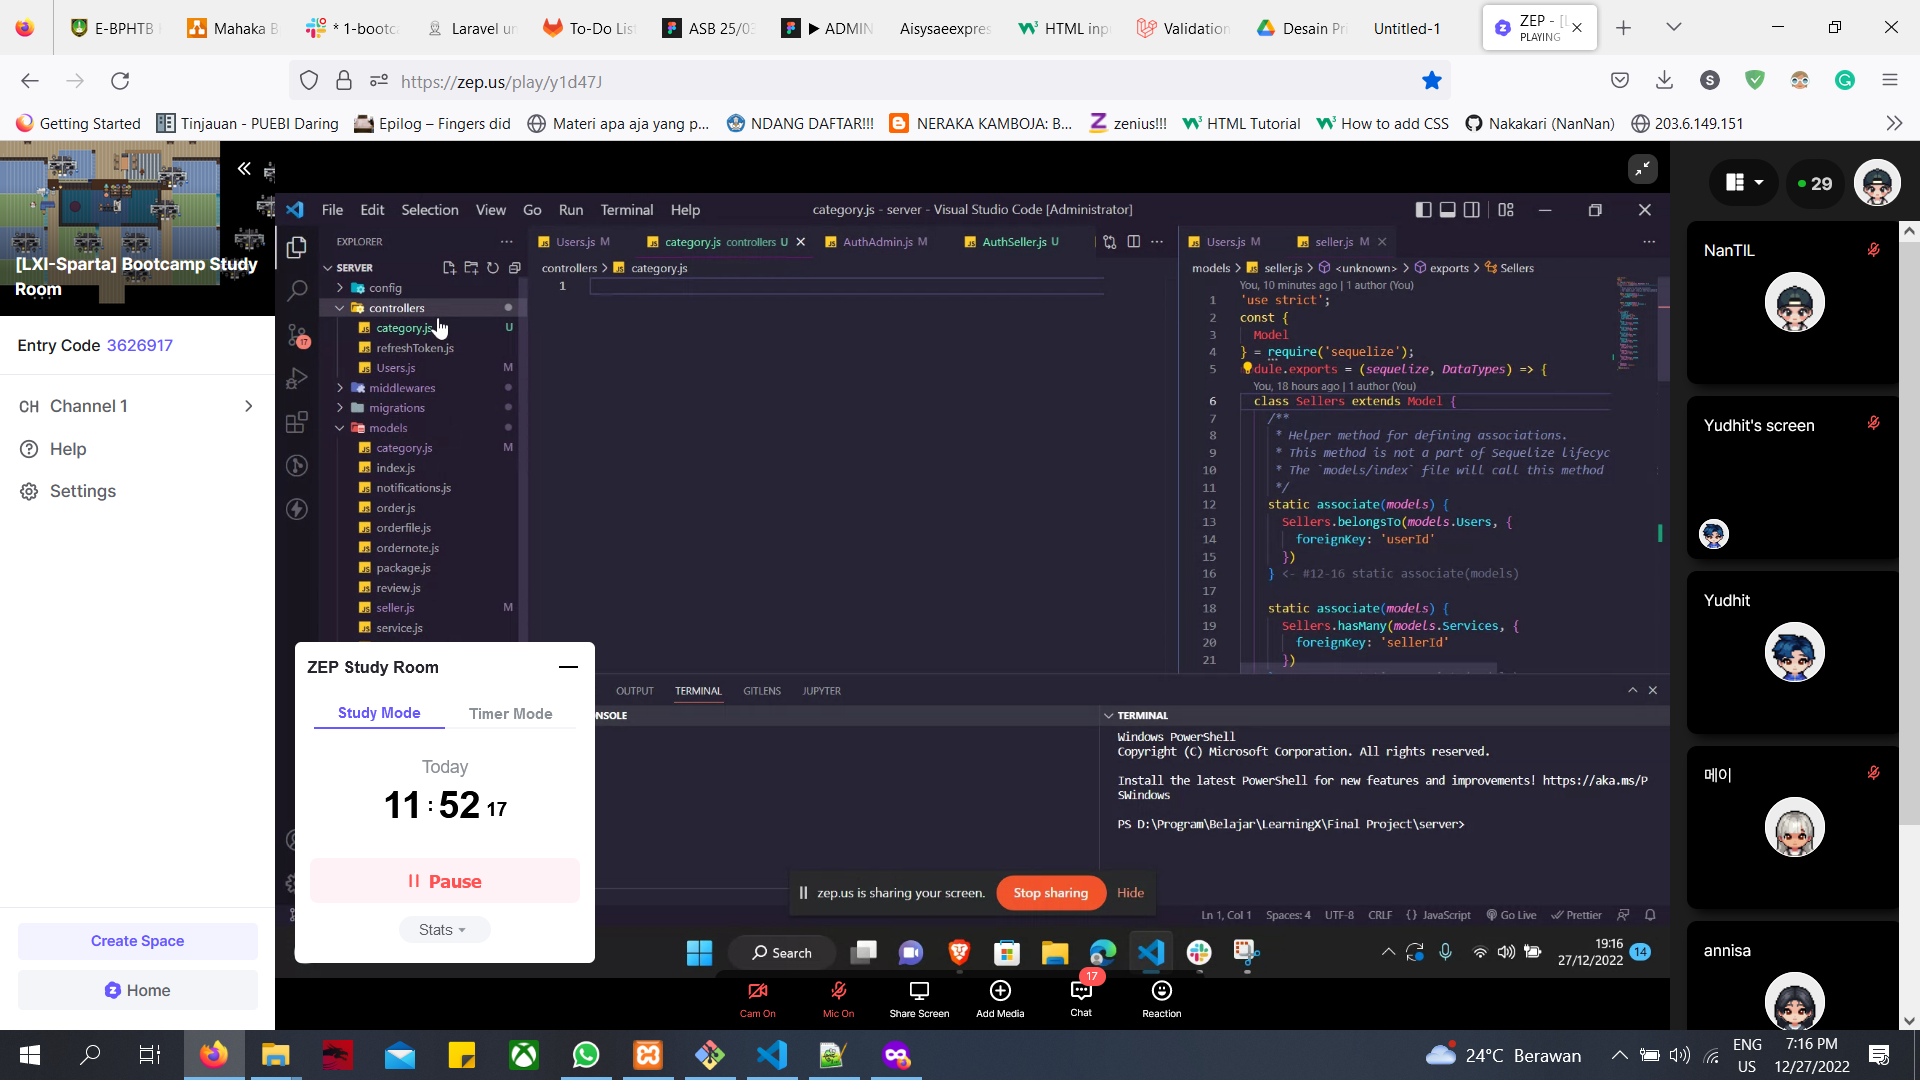 E-BPHTB
Mahaka B
* 1-bootc
Laravel un
To-Do Lis
ASB 25/03
▶ ADMIN
Aisysaeexpres
HTML inp
Validation
Desain Pri
Untitled-1
ZEP - [L
PLAYING
https://zep.us/play/y1d47J
Getting Started
Tinjauan - PUEBI Daring
Epilog – Fingers did
Materi apa aja yang p...
NDANG DAFTAR!!!
NERAKA KAMBOJA: B...
zenius!!!
HTML Tutorial
How to add CSS
Nakakari (NanNan)
203.6.149.151
[LXI-Sparta] Bootcamp Study
Room
Entry Code 3626917
CH Channel 1
Help
Settings
Create Space
Home
File Edit Selection View Go Run Terminal Help
category.js - server - Visual Studio Code [Administrator]
EXPLORER
SERVER
config
controllers
category.js U
refreshToken.js
Users.js M
middlewares
migrations
models
category.js M
index.js
notifications.js
order.js
orderfile.js
ordernote.js
package.js
review.js
seller.js M
service.js
Users.js M
category.js controllers U
AuthAdmin.js M
AuthSeller.js U
controllers > category.js
1
Users.js M
seller.js M
models > seller.js > <unknown> > exports > Sellers
You, 10 minutes ago | 1 author (You)
1 'use strict';
2 const {
3 Model
4 } = require('sequelize');
5 m dule.exports = (sequelize, DataTypes) => {
You, 18 hours ago | 1 author (You)
6 class Sellers extends Model {
7 /**
8 * Helper method for defining associations.
9 * This method is not a part of Sequelize lifecyc
10 * The `models/index` file will call this method
11 */
12 static associate(models) {
13 Sellers.belongsTo(models.Users, {
14 foreignKey: 'userId'
15 })
16 } <- #12-16 static associate(models)
17
18 static associate(models) {
19 Sellers.hasMany(models.Services, {
20 foreignKey: 'sellerId'
21 })
ZEP Study Room
Study Mode
Timer Mode
Today
11 : 52 17
Pause
Stats
OUTPUT TERMINAL GITLENS JUPYTER
NSOLE
TERMINAL
Windows PowerShell
Copyright (C) Microsoft Corporation. All rights reserved.
Install the latest PowerShell for new features and improvements! https://aka.ms/P
SWindows
PS D:\Program\Belajar\LearningX\Final Project\server>
zep.us is sharing your screen.
Stop sharing
Hide
Ln 1, Col 1 Spaces: 4 UTF-8 CRLF {} JavaScript Go Live Prettier
Search
19:16
27/12/2022
14
Cam On
Mic On
Share Screen
Add Media
17
Chat
Reaction
29
NanTIL
Yudhit's screen
Yudhit
메이
annisa
24°C Berawan
ENG
US
7:16 PM
12/27/2022